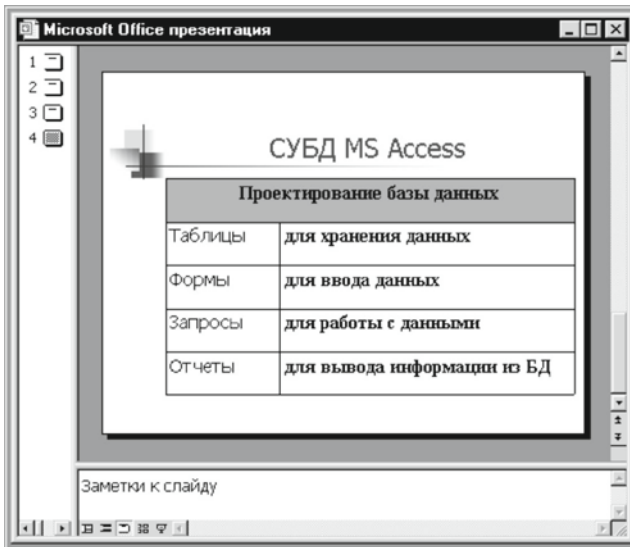 Microsoft Office презентация
1
2
3
4
СУБД MS Access
Проектирование базы данных
Таблицы для хранения данных
Формы для ввода данных
Запросы для работы с данными
Отчеты для вывода информации из БД
Заметки к слайду